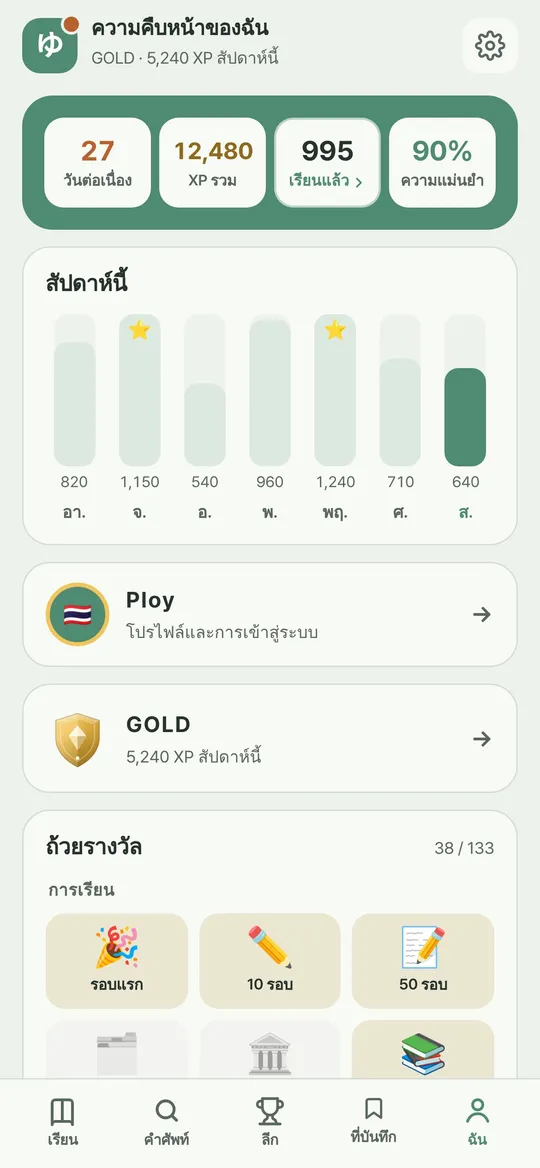 ゆ
ความคืบหน้าของฉัน
GOLD · 5,240 XP สัปดาห์นี้
27
วันต่อเนื่อง
12,480
XP รวม
995
เรียนแล้ว
90%
ความแม่นยำ
สัปดาห์นี้
820 1,150 540 960 1,240 710 640
อา. จ. อ. พ. พฤ. ศ. ส.
Ploy
โปรไฟล์และการเข้าสู่ระบบ
GOLD
5,240 XP สัปดาห์นี้
ถ้วยรางวัล 38 / 133
การเรียน
รอบแรก 10 รอบ 50 รอบ
เรียน คำศัพท์ ลีก ที่บันทึก ฉัน